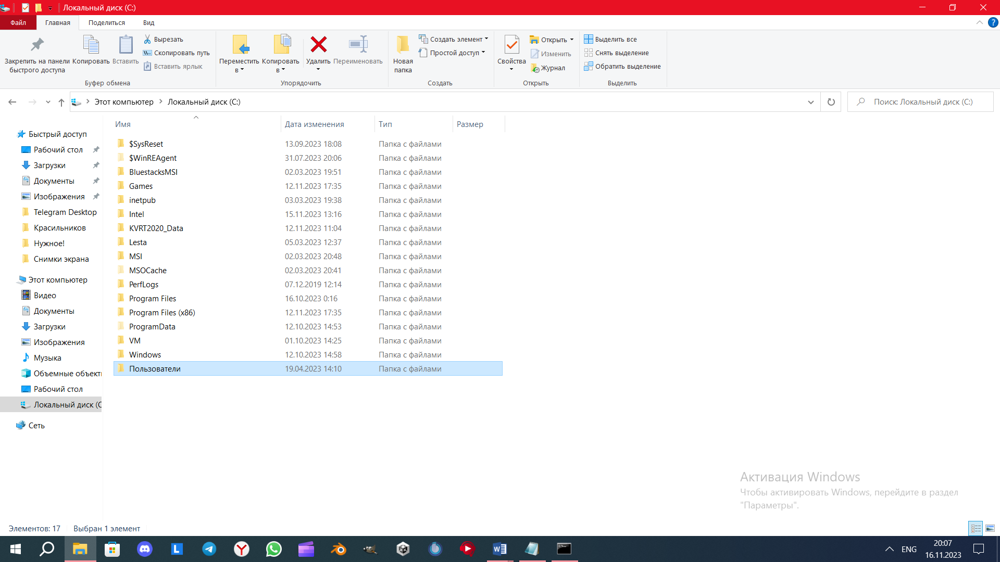 Локальный диск (C:)
Файл
Главная
Поделиться
Вид
Закрепить на панели
быстрого доступа
Копировать
Вставить
Вырезать
Скопировать путь
Вставить ярлык
Буфер обмена
Переместить
в
Копировать
в
Удалить
Переименовать
Упорядочить
Новая
папка
Создать элемент
Простой доступ
Создать
Свойства
Открыть
Изменить
Журнал
Открыть
Выделить все
Снять выделение
Обратить выделение
Выделить
Этот компьютер
Локальный диск (C:)
Поиск: Локальный диск (C:)
Быстрый доступ
Рабочий стол
Загрузки
Документы
Изображения
Telegram Desktop
Красильников
Нужное!
Снимки экрана
Этот компьютер
Видео
Документы
Загрузки
Изображения
Музыка
Объемные объект
Рабочий стол
Локальный диск (C
Сеть
Имя Дата изменения Тип Размер
$SysReset 13.09.2023 18:08 Папка с файлами
$WinREAgent 31.07.2023 20:06 Папка с файлами
BluestacksMSI 02.03.2023 19:51 Папка с файлами
Games 12.11.2023 17:35 Папка с файлами
inetpub 03.03.2023 19:38 Папка с файлами
Intel 15.11.2023 13:16 Папка с файлами
KVRT2020_Data 12.11.2023 11:04 Папка с файлами
Lesta 05.03.2023 12:37 Папка с файлами
MSI 02.03.2023 20:48 Папка с файлами
MSOCache 02.03.2023 20:41 Папка с файлами
PerfLogs 07.12.2019 12:14 Папка с файлами
Program Files 16.10.2023 0:16 Папка с файлами
Program Files (x86) 12.11.2023 17:35 Папка с файлами
ProgramData 12.10.2023 14:53 Папка с файлами
VM 01.10.2023 14:25 Папка с файлами
Windows 12.10.2023 14:58 Папка с файлами
Пользователи 19.04.2023 14:10 Папка с файлами
Активация Windows
Чтобы активировать Windows, перейдите в раздел
"Параметры".
Элементов: 17
Выбран 1 элемент
ENG
20:07
16.11.2023